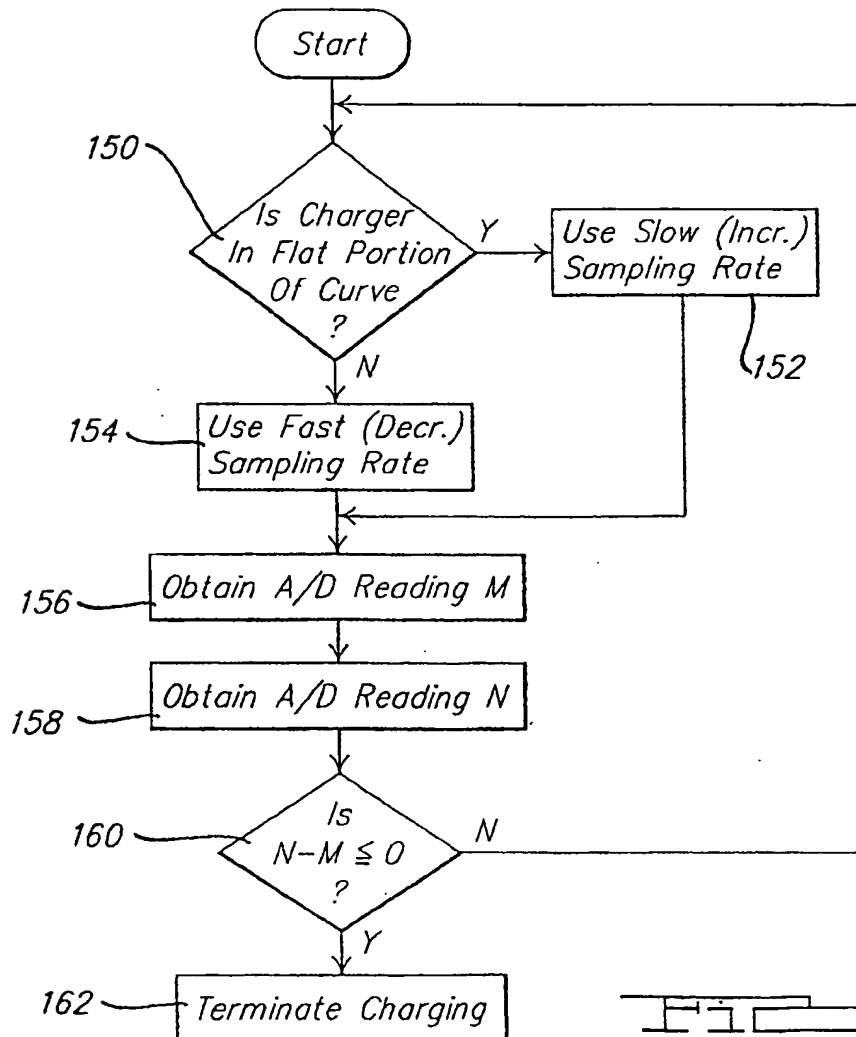 Start
150
Is Charger
In Flat Portion
Of Curve
?
Y
Use Slow (Incr.)
Sampling Rate
152
N
154
Use Fast (Decr.)
Sampling Rate
156
Obtain A/D Reading M
158
Obtain A/D Reading N
160
Is
N-M ≦ 0
?
N
Y
162
Terminate Charging